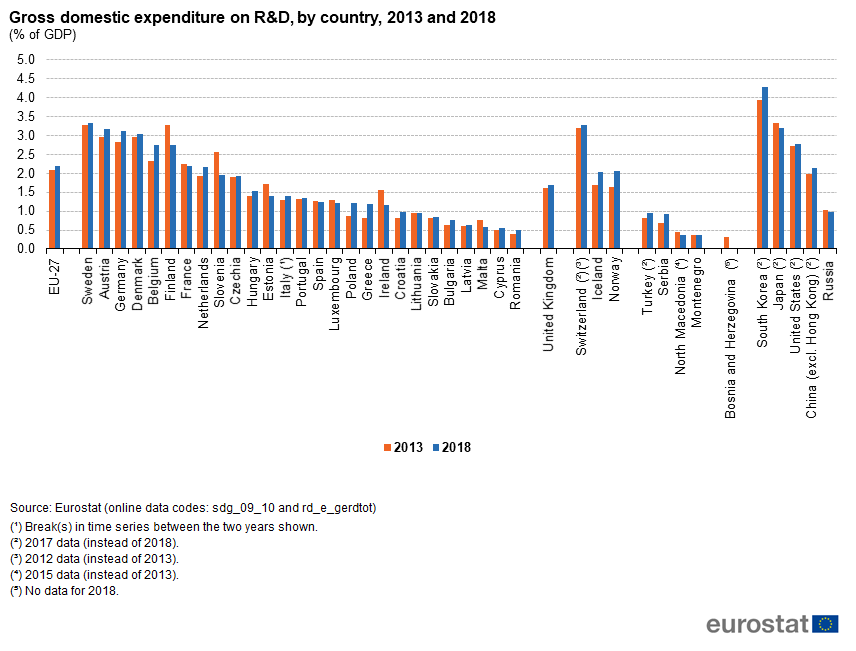 Gross domestic expenditure on R&D, by country, 2013 and 2018
(% of GDP)
5.0
4.5
4.0
3.5
3.0
2.5
2.0
1.5
1.0
0.5
0.0
EU-27
Sweden
Austria
Germany
Denmark
Belgium
Finland
France
Netherlands
Slovenia
Czechia
Hungary
Estonia
Italy (¹)
Portugal
Spain
Luxembourg
Poland
Greece
Ireland
Croatia
Lithuania
Slovakia
Bulgaria
Latvia
Malta
Cyprus
Romania
United Kingdom
Switzerland (²)(³)
Iceland
Norway
Turkey (²)
Serbia
North Macedonia (⁴)
Montenegro
Bosnia and Herzegovina (⁵)
South Korea (²)
Japan (²)
United States (²)
China (excl. Hong Kong) (²)
Russia
2013 2018
Source: Eurostat (online data codes: sdg_09_10 and rd_e_gerdtot)
(¹) Break(s) in time series between the two years shown.
(²) 2017 data (instead of 2018).
(³) 2012 data (instead of 2013).
(⁴) 2015 data (instead of 2013).
(⁵) No data for 2018.
eurostat